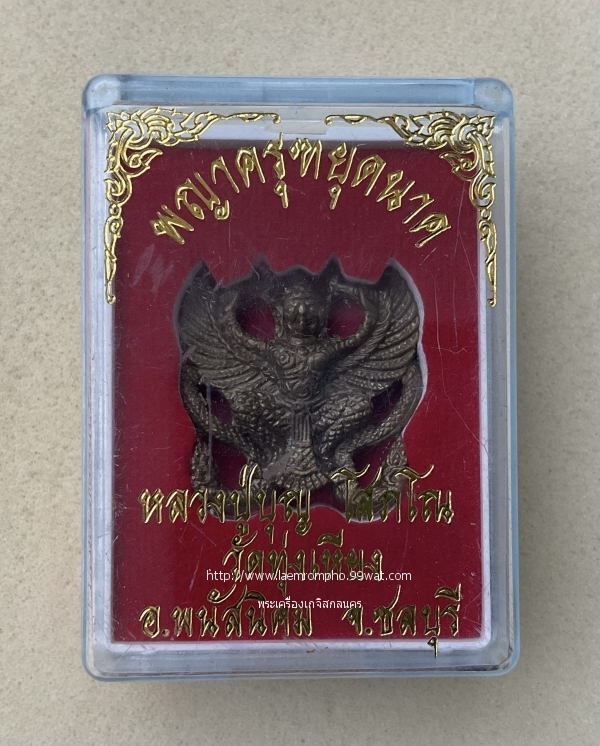 พญาครุฑยุดนาค
หลวงปู่บุญ โสภโณ
วัดทุ่งเหียง
http://www.laemrompho.99wat.com
พระเครื่องเกจิสกลนคร
อ.พนัสนิคม จ.ชลบุรี